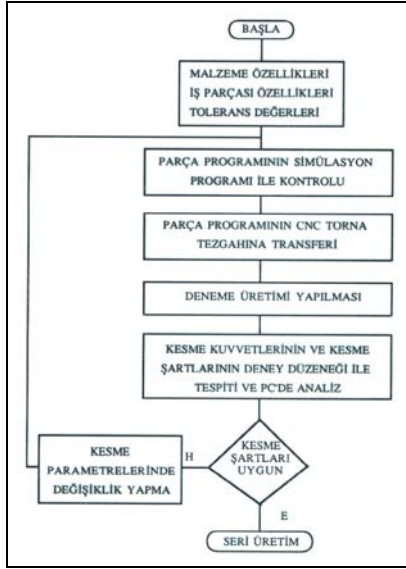 BAŞLA
MALZEME ÖZELLİKLERİ
İŞ PARÇASI ÖZELLİKLERİ
TOLERANS DEĞERLERİ
PARÇA PROGRAMININ SİMÜLASYON
PROGRAMI İLE KONTROLU
PARÇA PROGRAMININ CNC TORNA
TEZGAHINA TRANSFERİ
DENEME ÜRETİMİ YAPILMASI
KESME KUVVETLERİNİN VE KESME
ŞARTLARININ DENEY DÜZENEĞİ İLE
TESPİTİ VE PC'DE ANALİZ
KESME
ŞARTLARI
UYGUN
H
KESME
PARAMETRELERİNDE
DEĞİŞİKLİK YAPMA
E
SERİ ÜRETİM